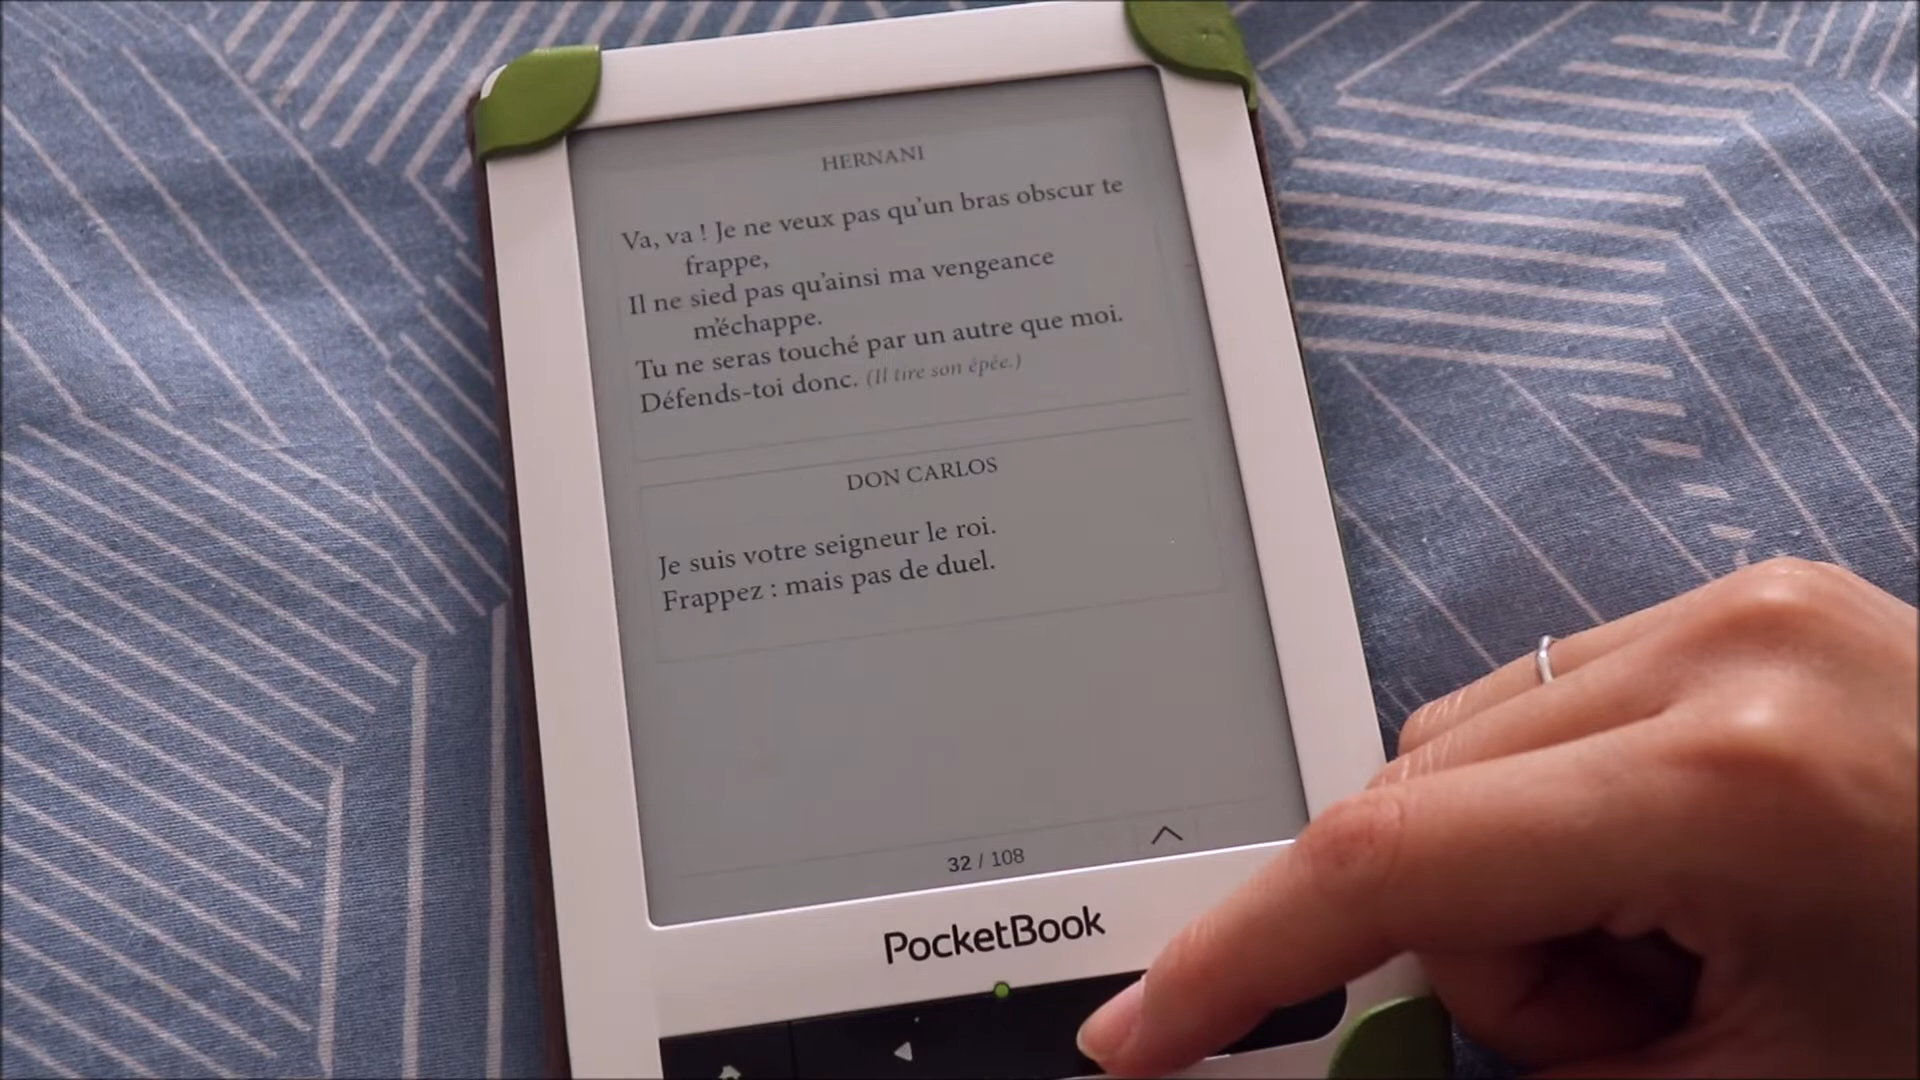 HERNANI
Va, va ! Je ne veux pas qu'un bras obscur te
frappe,
Il ne sied pas qu'ainsi ma vengeance
m'échappe.
Tu ne seras touché par un autre que moi.
Défends-toi donc. (Il tire son épée.)
DON CARLOS
Je suis votre seigneur le roi.
Frappez : mais pas de duel.
32 / 108
PocketBook